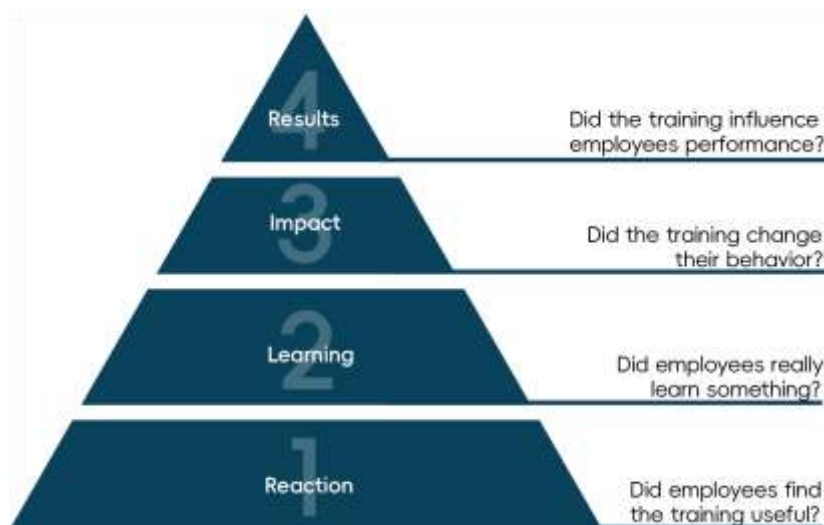 4
Results
Did the training influence
employees performance?
3
Impact
Did the training change
their behavior?
2
Learning
Did employees really
learn something?
1
Reaction
Did employees find
the training useful?